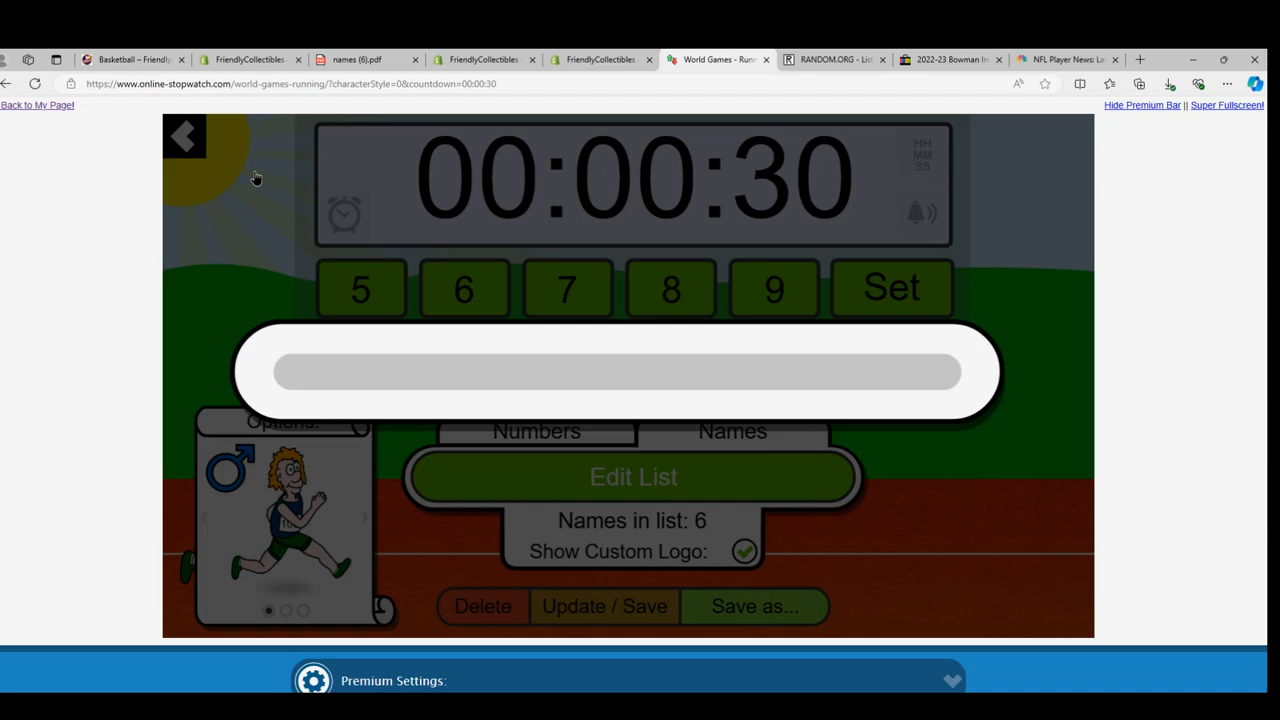 Basketball – Friendly
FriendlyCollectibles -
names (6).pdf
FriendlyCollectibles
FriendlyCollectibles
World Games - Runn
RANDOM.ORG - List
2022-23 Bowman In
NFL Player News: Lat
https://www.online-stopwatch.com/world-games-running/?characterStyle=0&countdown=00:00:30
Back to My Page!
Hide Premium Bar || Super Fullscreen!
00:00:30
HH
MM
SS
5 6 7 8 9 Set
Options:
Numbers Names
Edit List
Names in list: 6
Show Custom Logo:
Delete Update / Save Save as...
Premium Settings: